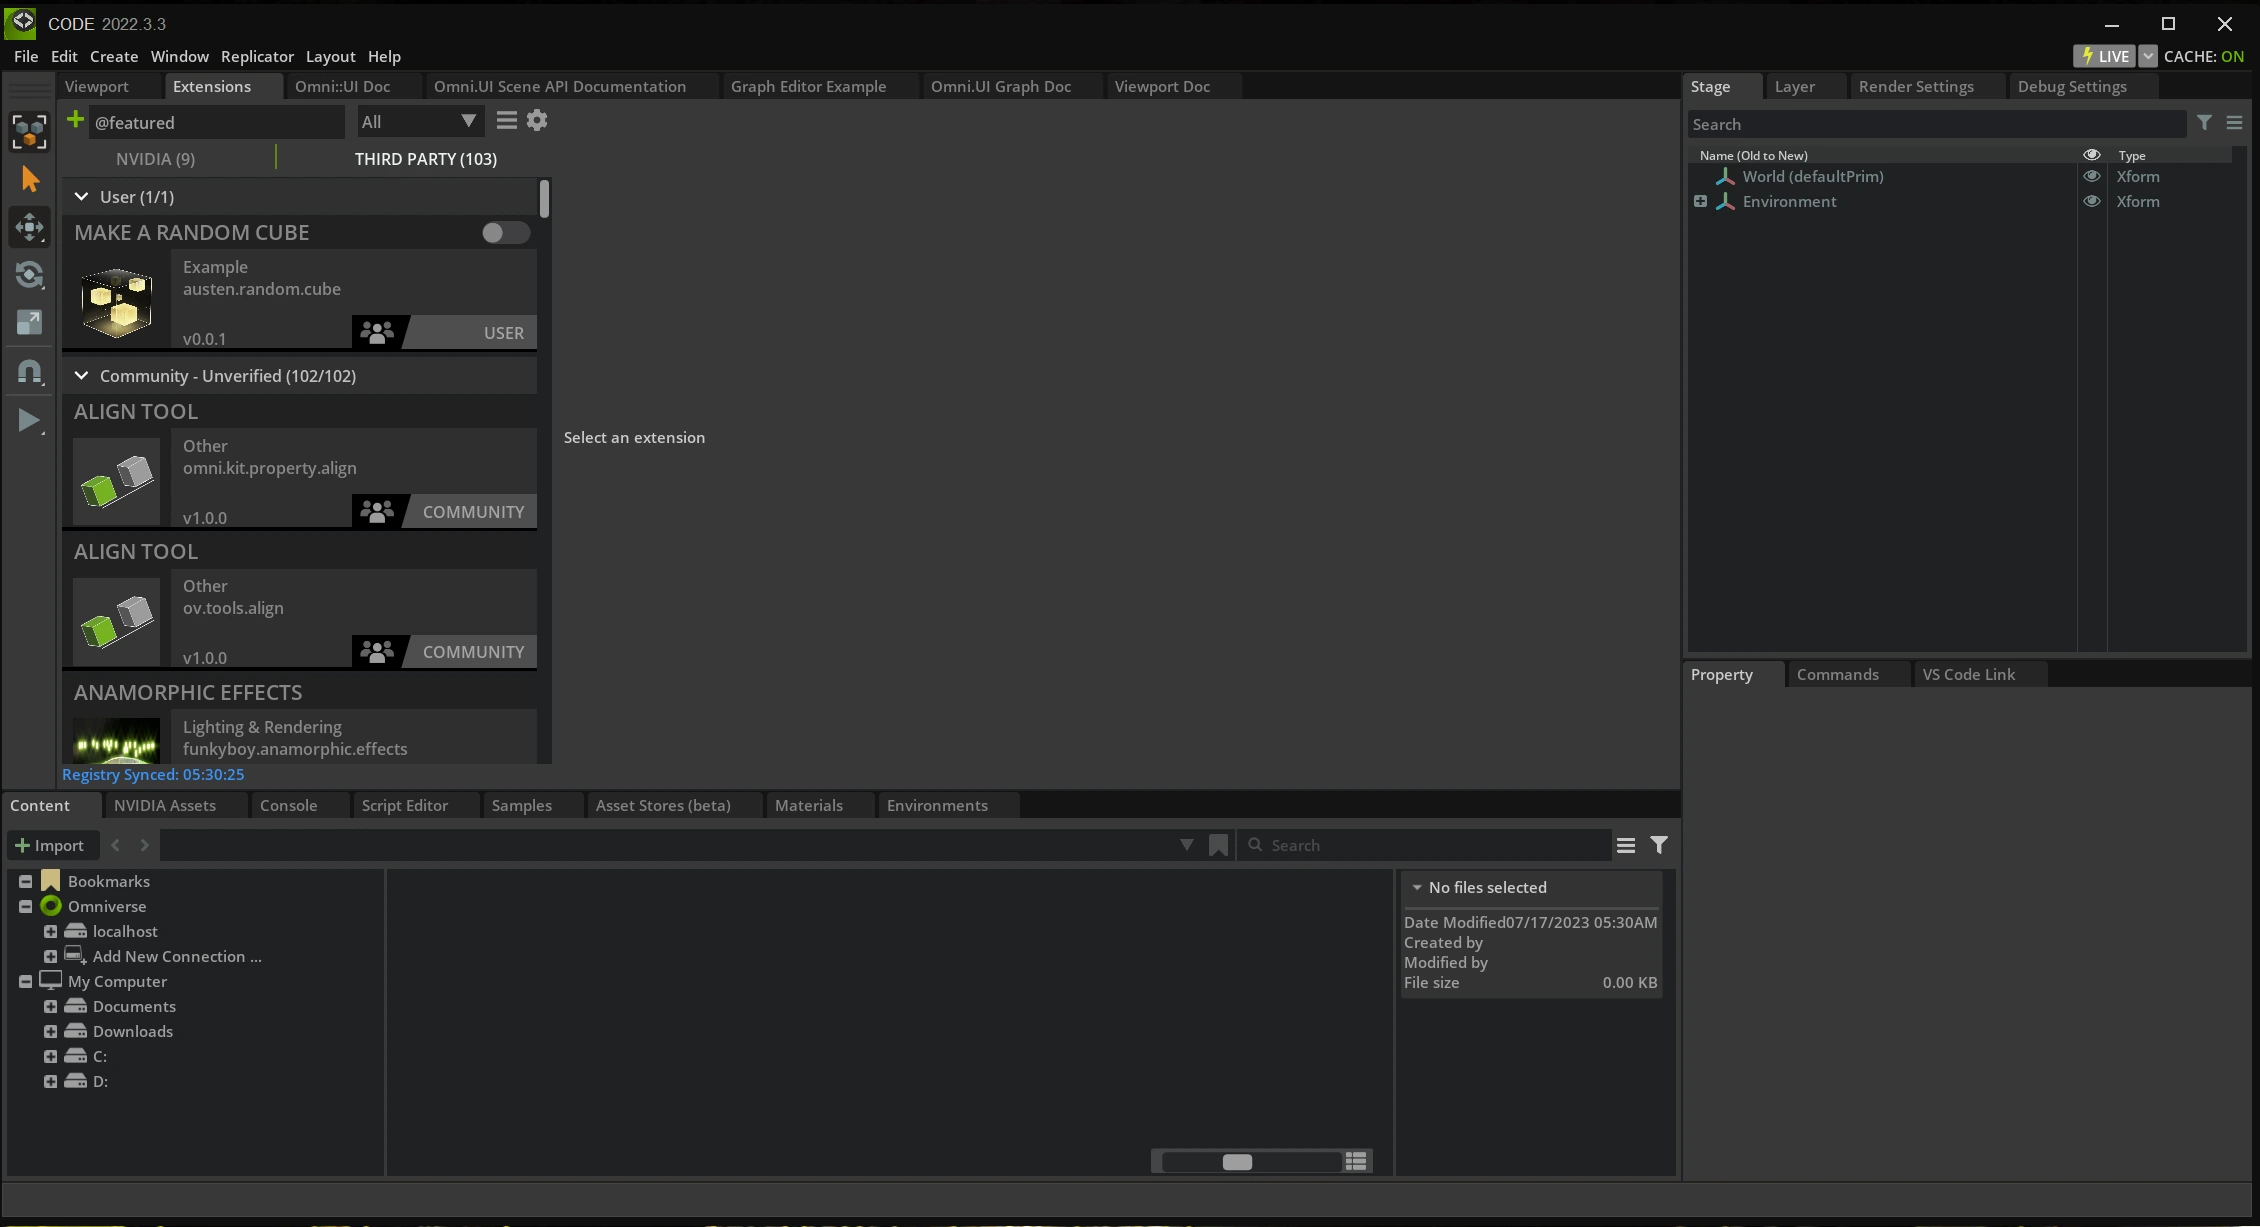 CODE 2022.3.3
File Edit Create Window Replicator Layout Help
LIVE CACHE: ON
Viewport Extensions Omni::UI Doc Omni.UI Scene API Documentation Graph Editor Example Omni.UI Graph Doc Viewport Doc
@featured All
NVIDIA (9) THIRD PARTY (103)
User (1/1)
MAKE A RANDOM CUBE
Example
austen.random.cube
v0.0.1 USER
Community - Unverified (102/102)
ALIGN TOOL
Other
omni.kit.property.align
v1.0.0 COMMUNITY
ALIGN TOOL
Other
ov.tools.align
v1.0.0 COMMUNITY
ANAMORPHIC EFFECTS
Lighting & Rendering
funkyboy.anamorphic.effects
Registry Synced: 05:30:25
Select an extension
Stage Layer Render Settings Debug Settings
Search
Name (Old to New) Type
World (defaultPrim) Xform
Environment Xform
Property Commands VS Code Link
Content NVIDIA Assets Console Script Editor Samples Asset Stores (beta) Materials Environments
Import Search
Bookmarks
Omniverse
localhost
Add New Connection ...
My Computer
Documents
Downloads
C:
D:
No files selected
Date Modified07/17/2023 05:30AM
Created by
Modified by
File size 0.00 KB